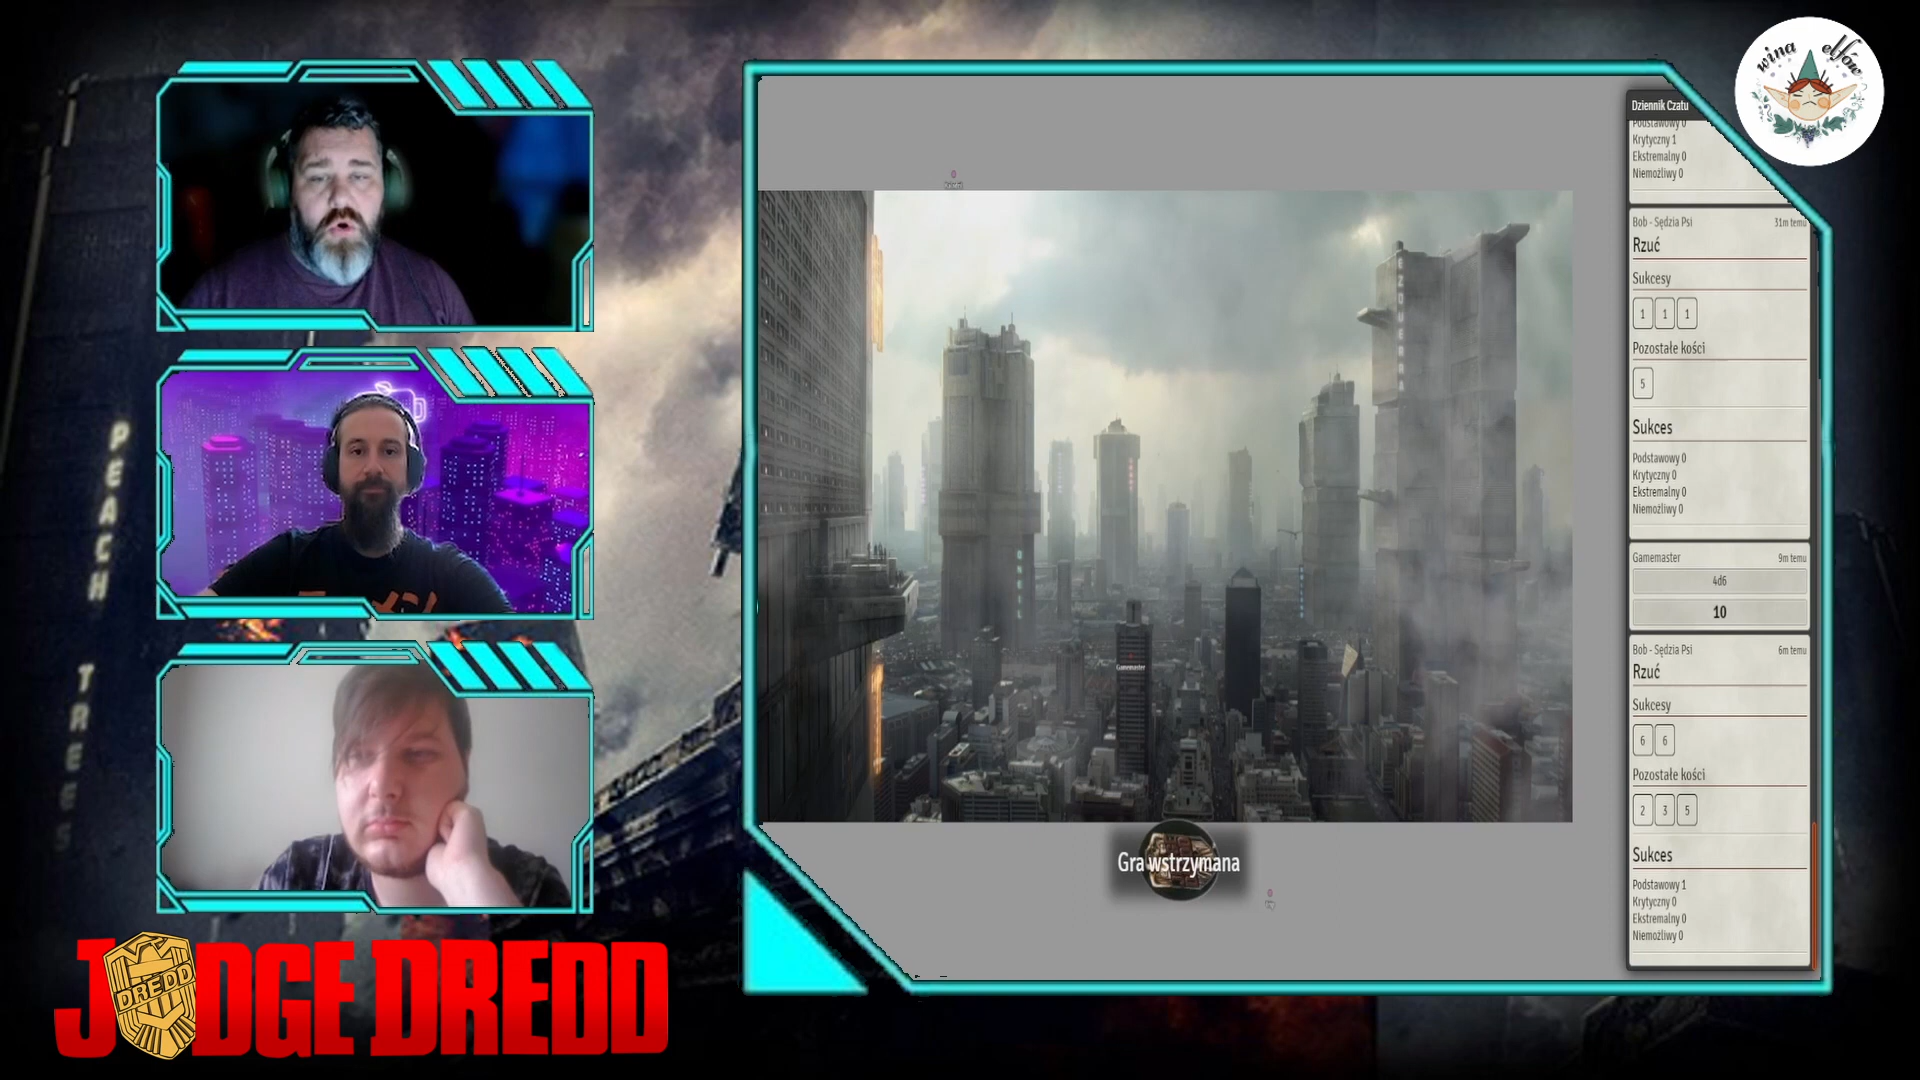 wina elfów
PEACH
TREES
JUDGE DREDD
DREDD
Gamemaster
Gra wstrzymana
Dziennik Czatu
Podstawowy 0
Krytyczny 1
Ekstremalny 0
Niemożliwy 0
Bob - Sędzia Psi 31m temu
Rzuć
Sukcesy
1 1 1
Pozostałe kości
5
Sukces
Podstawowy 0
Krytyczny 0
Ekstremalny 0
Niemożliwy 0
Gamemaster 9m temu
4d6
10
Bob - Sędzia Psi 6m temu
Rzuć
Sukcesy
6 6
Pozostałe kości
2 3 5
Sukces
Podstawowy 1
Krytyczny 0
Ekstremalny 0
Niemożliwy 0